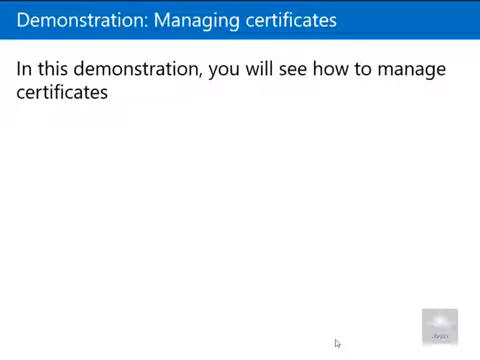 Demonstration: Managing certificates
In this demonstration, you will see how to manage
certificates